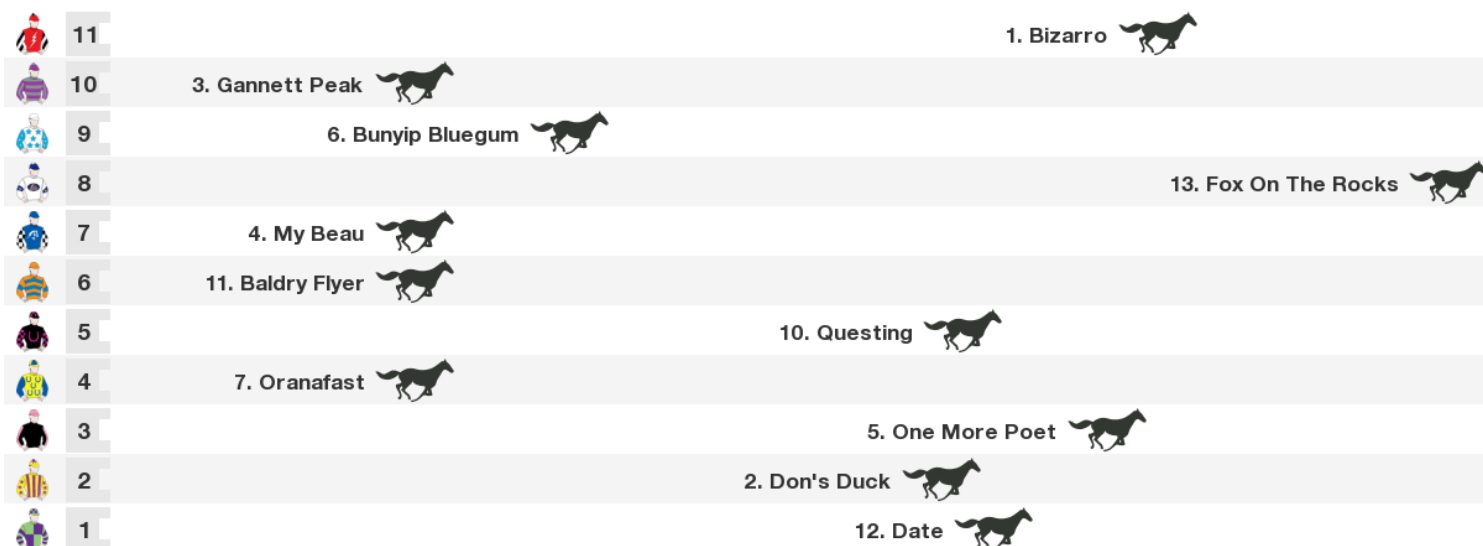 11 1. Bizarro
10 3. Gannett Peak
9 6. Bunyip Bluegum
8 13. Fox On The Rocks
7 4. My Beau
6 11. Baldry Flyer
5 10. Questing
4 7. Oranafast
3 5. One More Poet
2 2. Don's Duck
1 12. Date